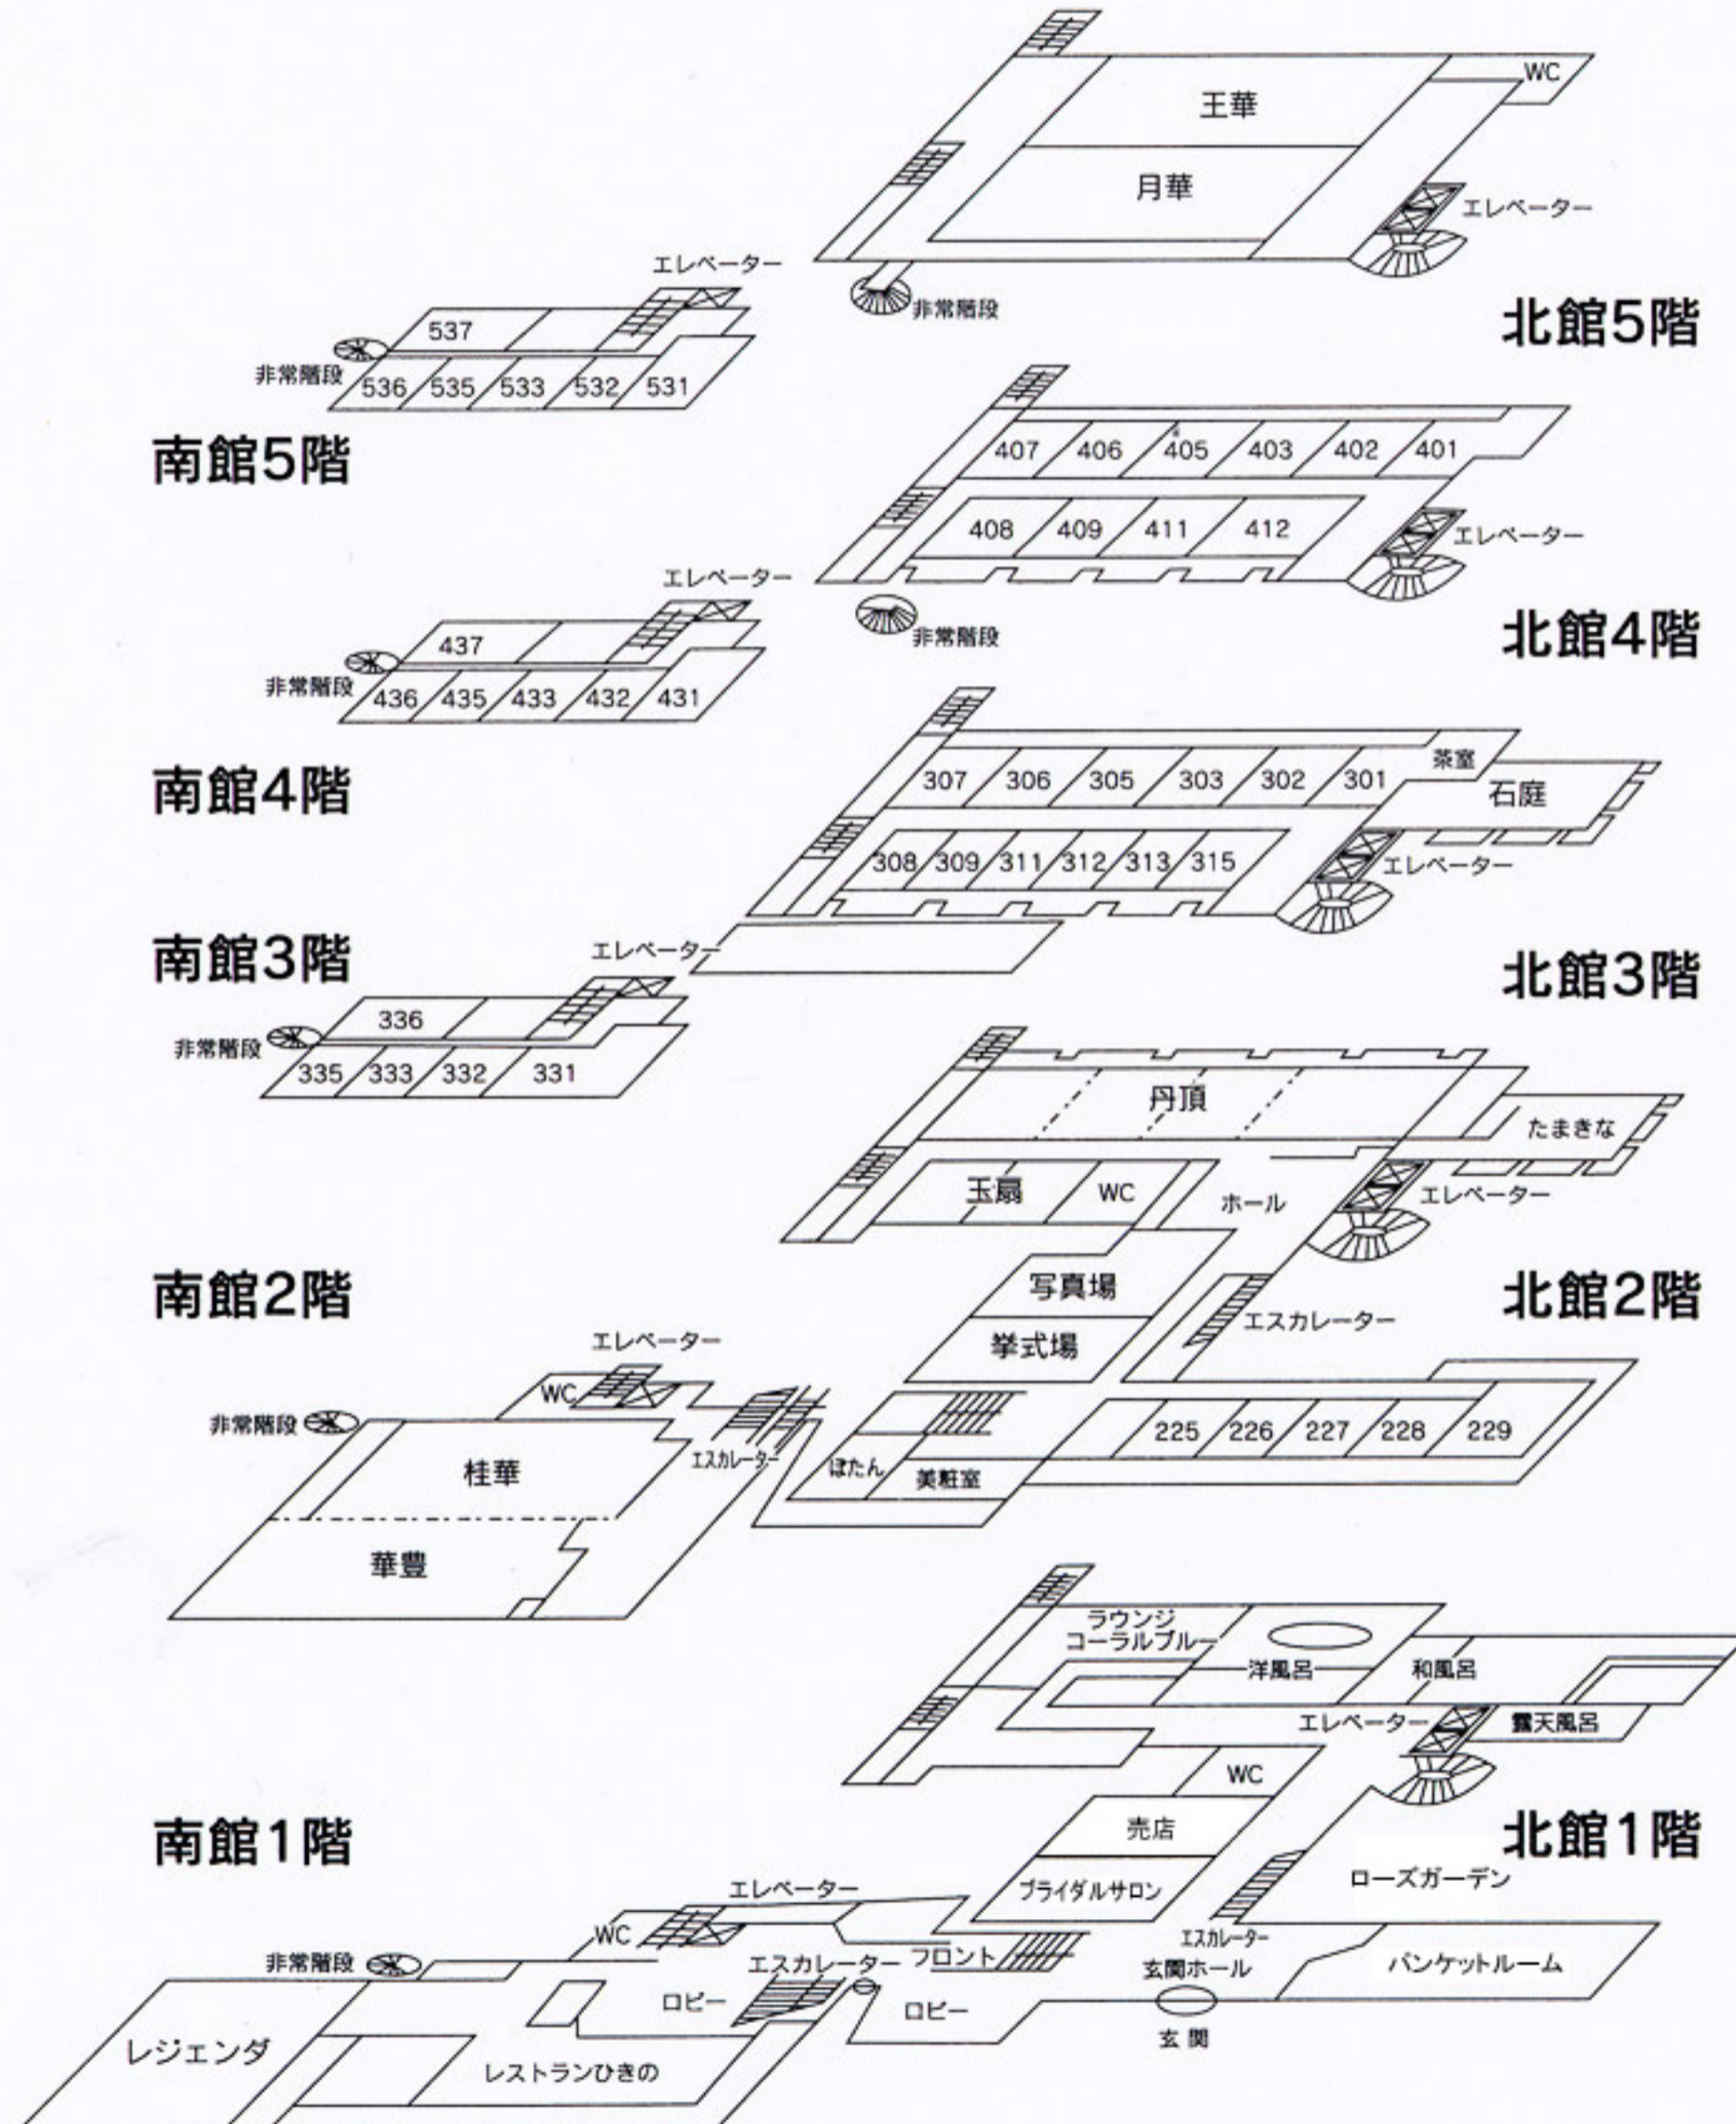 王華
WC
月華
エレベーター
非常階段
北館5階
エレベーター
537
非常階段
536 535 533 532 531
南館5階
407 406 405 403 402 401
408 409 411 412
エレベーター
非常階段
北館4階
エレベーター
437
非常階段
436 435 433 432 431
南館4階
茶室
石庭
307 306 305 303 302 301
308 309 311 312 313 315
エレベーター
北館3階
南館3階
エレベーター
336
非常階段
335 333 332 331
丹頂
たまきな
玉扇
WC
ホール
エレベーター
写真場
挙式場
エスカレーター
北館2階
225 226 227 228 229
ぼたん
美粧室
南館2階
エレベーター
WC
非常階段
エスカレーター
桂華
華豊
ラウンジ
コーラルブルー
洋風呂
和風呂
エレベーター
露天風呂
WC
売店
ブライダルサロン
北館1階
ローズガーデン
エスカレーター
玄関ホール
バンケットルーム
玄関
フロント
ロビー
南館1階
エレベーター
WC
非常階段
エスカレーター
ロビー
レジェンダ
レストランひきの